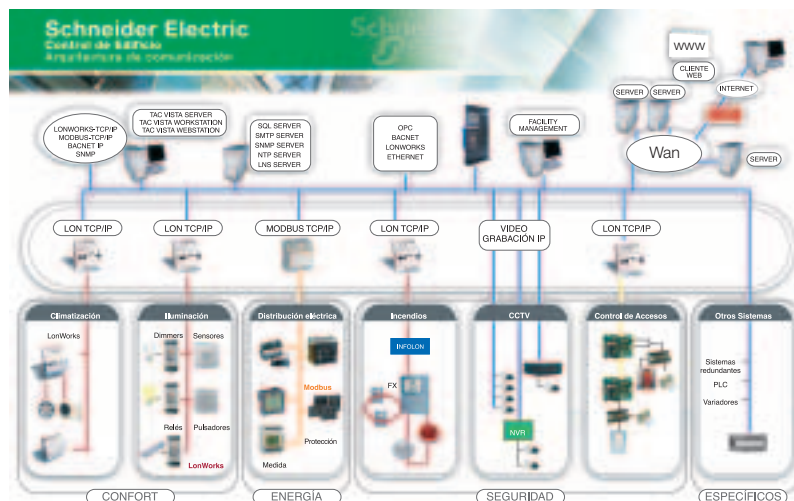 Schneider Electric
Control de Edificio
Arquitectura de comunicación
WWW
CLIENTE
WEB
INTERNET
SERVER
SERVER
Wan
SERVER
LONWORKS-TCP/IP
MODBUS-TCP/IP
BACNET IP
SNMP
TAC VISTA SERVER
TAC VISTA WORKSTATION
TAC VISTA WEBSTATION
SQL SERVER
SMTP SERVER
SNMP SERVER
NTP SERVER
LNS SERVER
OPC
BACNET
LONWORKS
ETHERNET
FACILITY
MANAGEMENT
LON TCP/IP
LON TCP/IP
MODBUS TCP/IP
LON TCP/IP
VIDEO
GRABACIÓN IP
LON TCP/IP
Climatización
LonWorks
Iluminación
Dimmers
Sensores
Relés
Pulsadores
LonWorks
Distribución eléctrica
Modbus
Protección
Medida
Incendios
INFOLON
FX
CCTV
NVR
Control de Accesos
Otros Sistemas
Sistemas
redundantes
PLC
Variadores
CONFORT
ENERGÍA
SEGURIDAD
ESPECÍFICOS